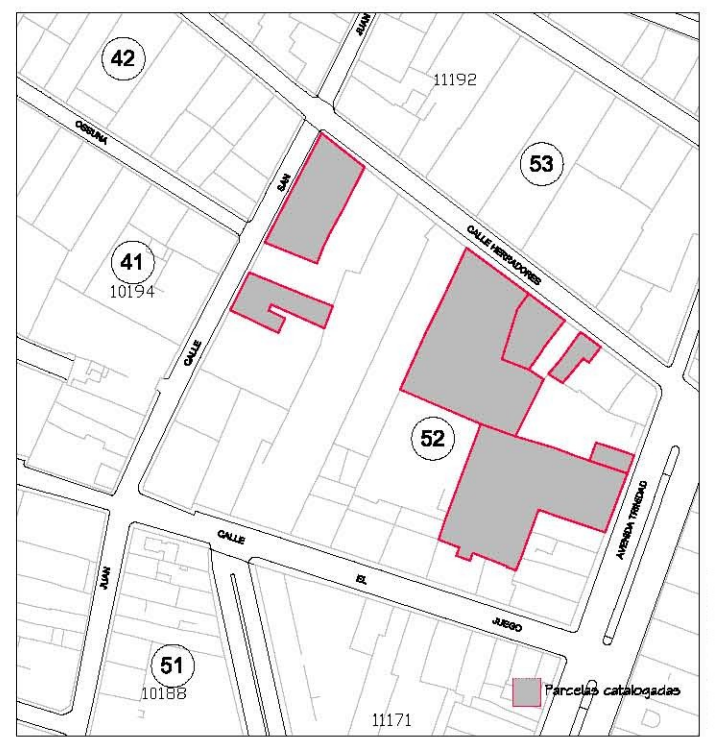 JUAN
42
11192
OSSUNA
53
SAN
CALLE HERRADORES
41
10194
CALLE
52
AVENIDA TRINIDAD
CALLE
EL
JUAN
JUEGO
51
10188
Parcelas catalogadas
11171